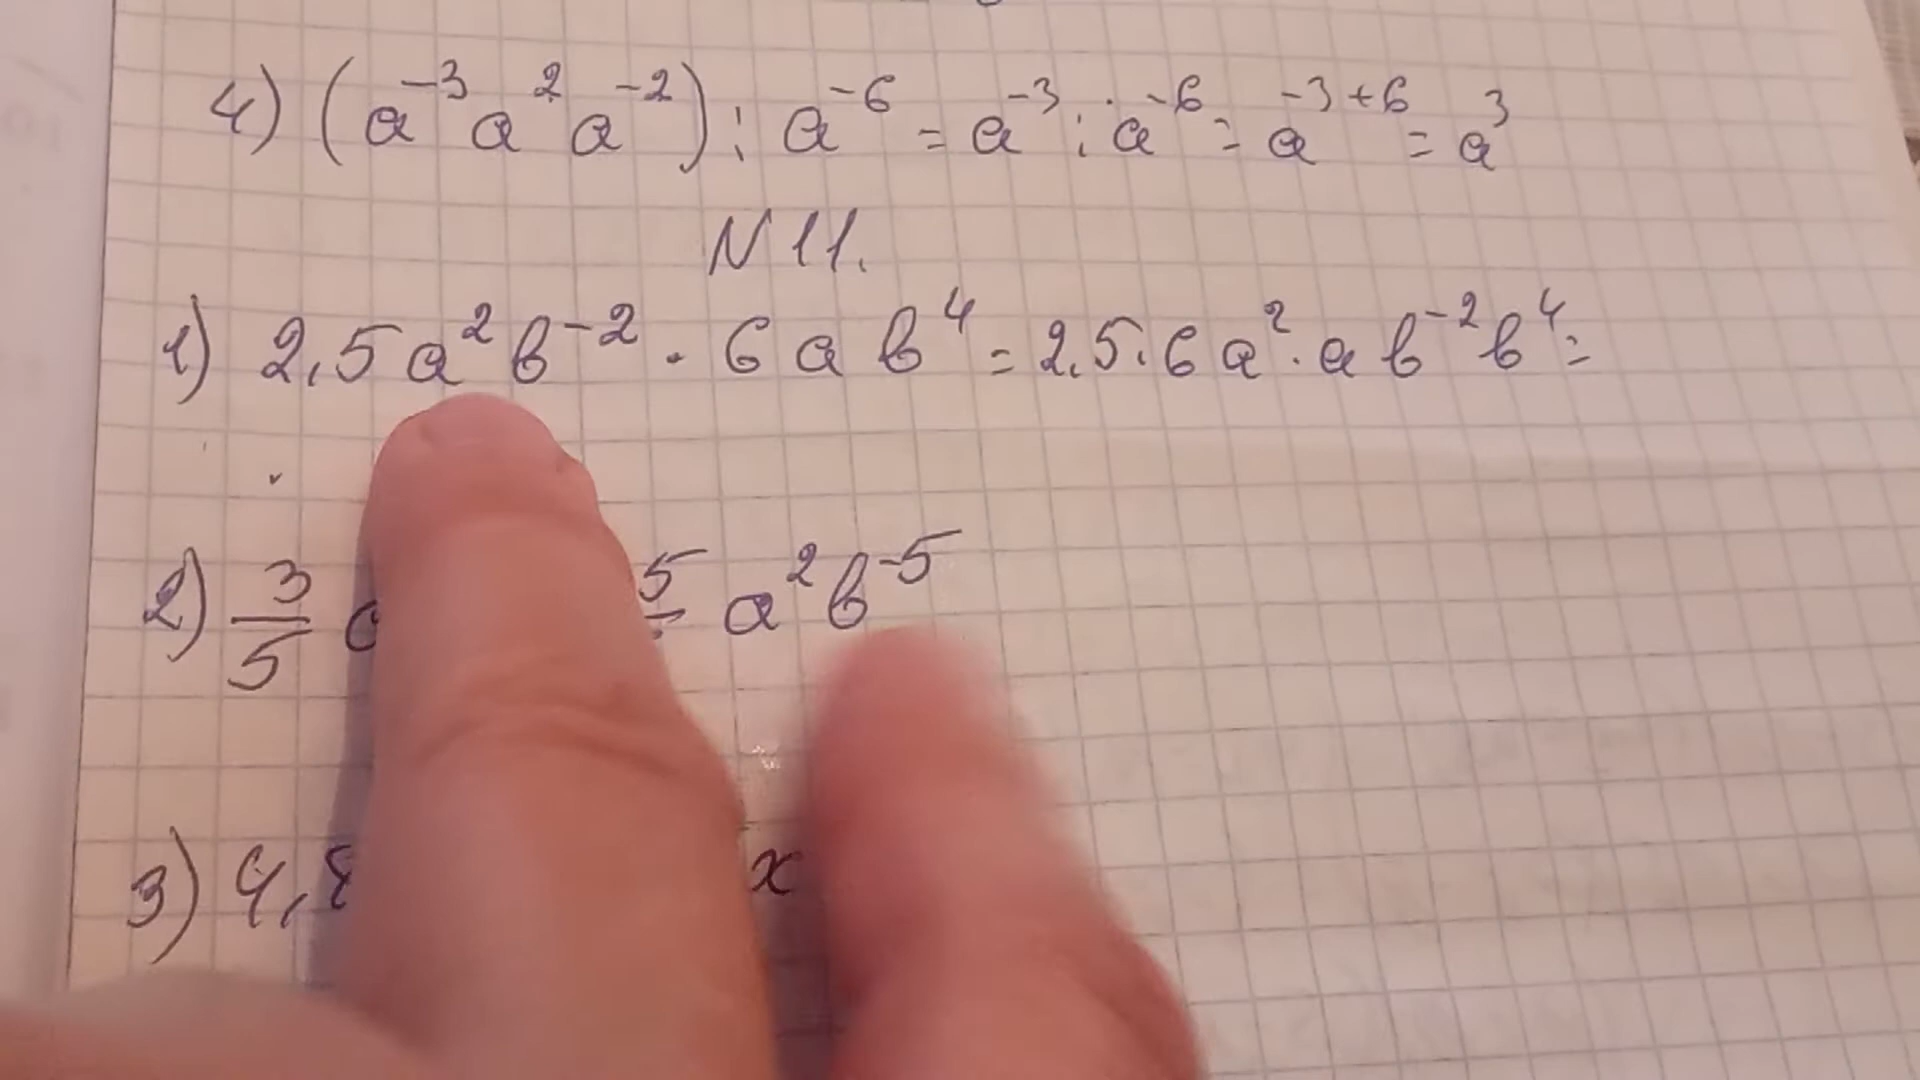 4) (a⁻³a²a⁻²) : a⁻⁶ = a⁻³ : a⁻⁶ = a⁻³⁺⁶ = a³
N 11.
1) 2,5a²b⁻² · 6ab⁴ = 2,5·6a²·ab⁻²b⁴ =
2) 3/5 5 a²b⁻⁵
3) 4,8 x